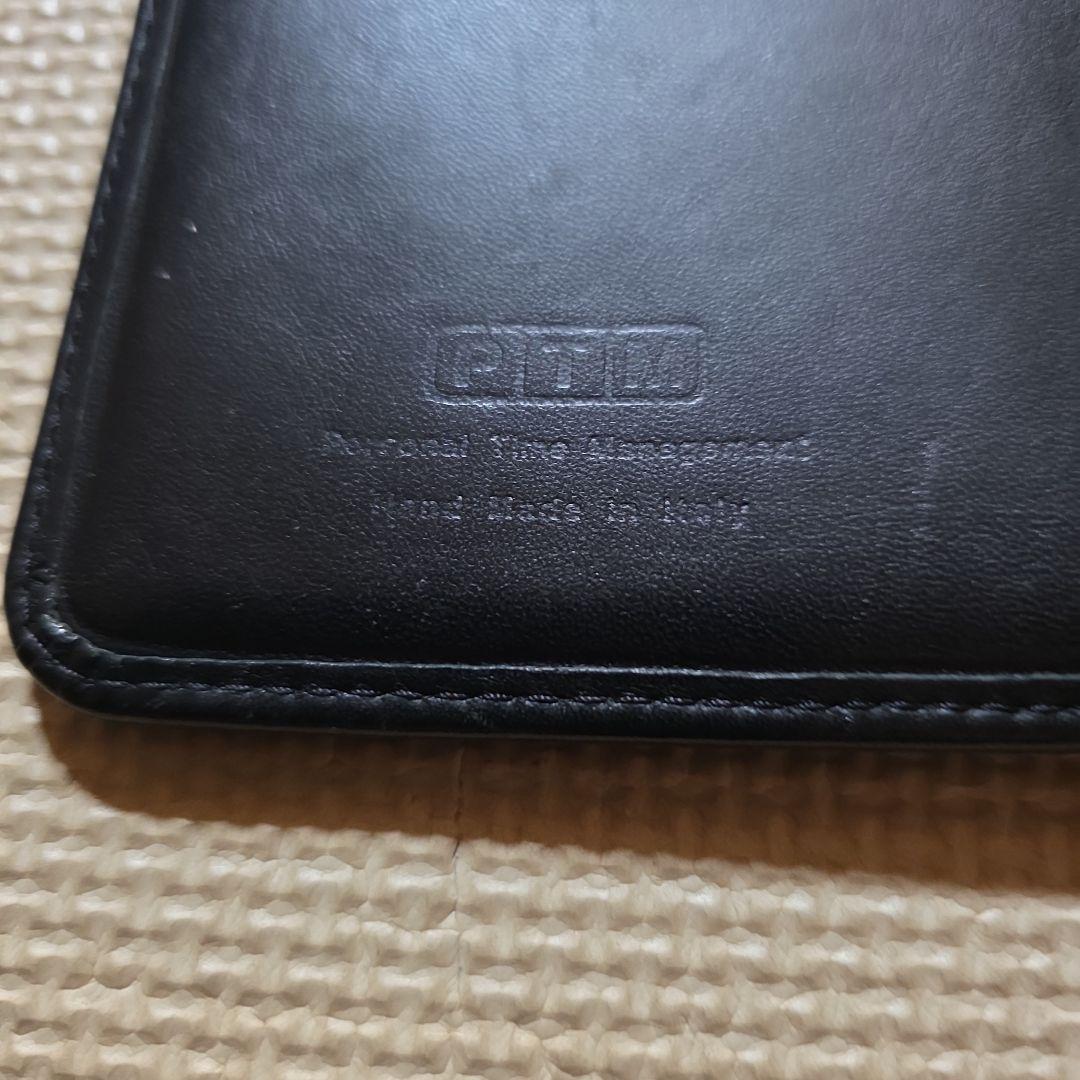 PTM
Personal Time Management
Hand Made in italy